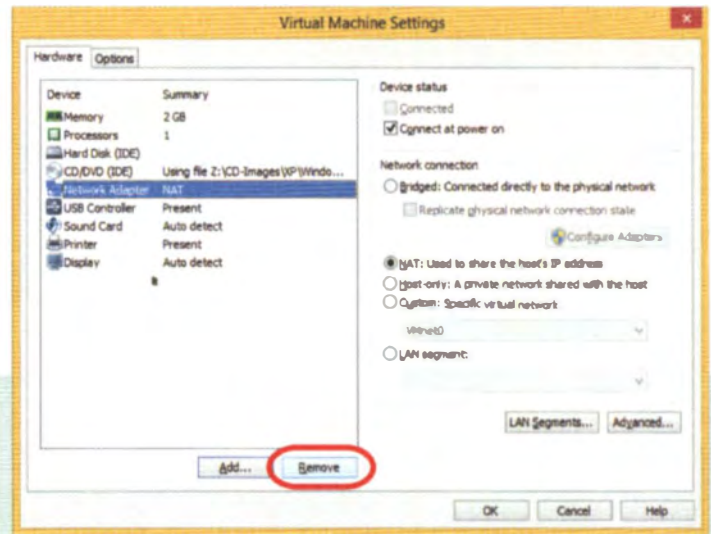 Virtual Machine Settings
Hardware Options
Device Summary
Memory 2 GB
Processors 1
Hard Disk (IDE)
CD/DVD (IDE) Using file Z:\CD-Images\XP\Windo...
Network Adapter NAT
USB Controller Present
Sound Card Auto detect
Printer Present
Display Auto detect
Add... Remove
Device status
Connected
Connect at power on
Network connection
Bridged: Connected directly to the physical network
Replicate physical network connection state
Configure Adapters
NAT: Used to share the host's IP address
Host-only: A private network shared with the host
Custom: Specific virtual network
VMnet0
LAN segment:
LAN Segments... Advanced...
OK Cancel Help